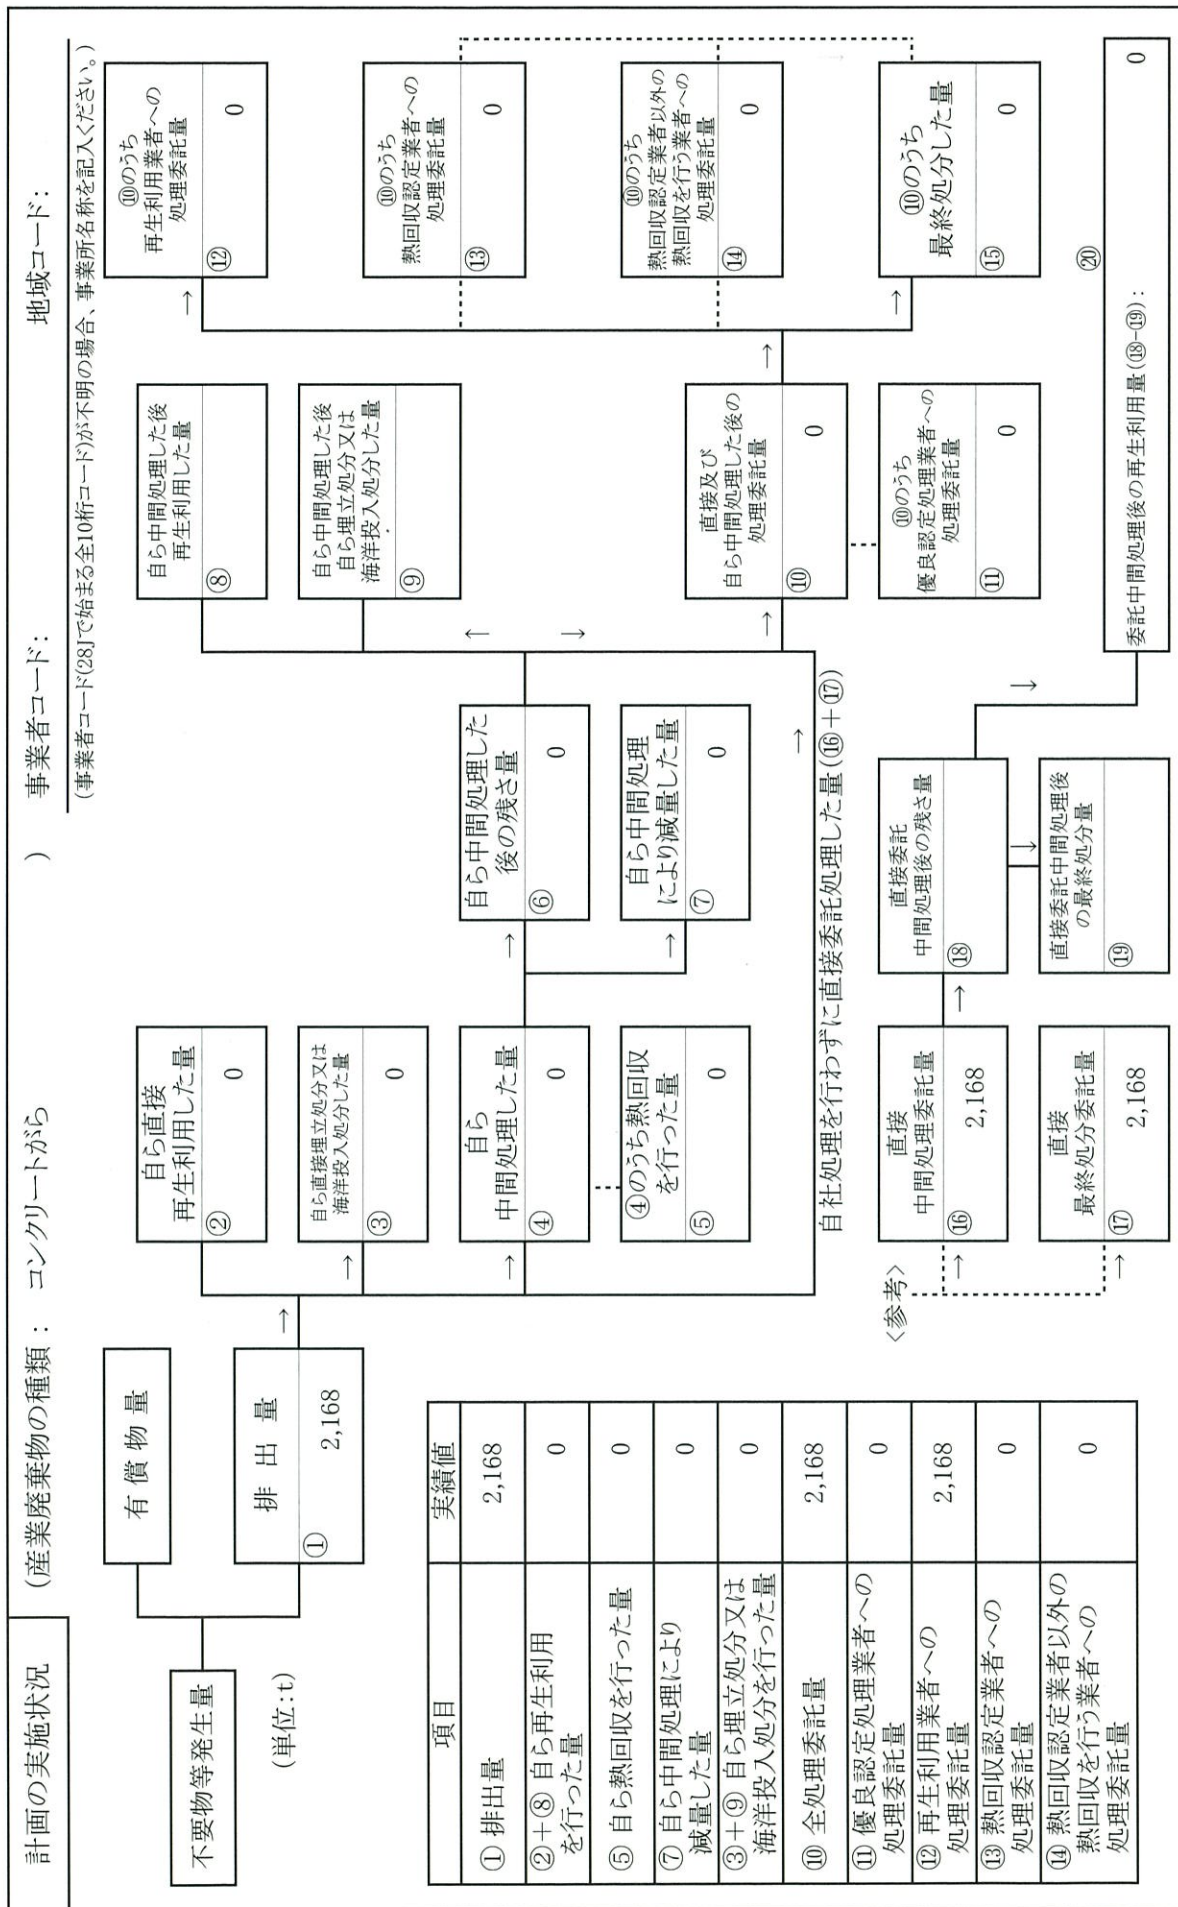 計画の実施状況
(産業廃棄物の種類： コンクリートがら )
事業者コード：
地域コード：
(事業者コード(「28」で始まる全10桁コード)が不明の場合、事業所名称を記入ください。)
不要物等発生量
(単位:t)
有 償 物 量
排 出 量
① 2,168
→
自ら直接
再生利用した量
② 0
→
自ら直接埋立処分又は
海洋投入処分した量
③ 0
→
自ら
中間処理した量
④ 0
④のうち熱回収
を行った量
⑤ 0
→
自ら中間処理した
後の残さ量
⑥ 0
→
自ら中間処理
により減量した量
⑦ 0
↑
↓
自ら中間処理した後
再生利用した量
⑧
自ら中間処理した後
自ら埋立処分又は
海洋投入処分した量
⑨
→
直接及び
自ら中間処理した後の
処理委託量
⑩ 0
⑩のうち
優良認定処理業者への
処理委託量
⑪ 0
→
→
⑩のうち
再生利用業者への
処理委託量
⑫ 0
⑩のうち
熱回収認定業者への
処理委託量
⑬ 0
⑩のうち
熱回収認定業者以外の
熱回収を行う業者への
処理委託量
⑭ 0
→
⑩のうち
最終処分した量
⑮ 0
→
自社処理を行わずに直接委託処理した量(⑯+⑰)
<参考>
→
直接
中間処理委託量
⑯ 2,168
→
直接
最終処分委託量
⑰ 2,168
→
直接委託
中間処理後の残さ量
⑱
↓
直接委託中間処理後
の最終処分量
⑲
↓
⑳
委託中間処理後の再生利用量(⑱-⑲)： 0
項目 実績値
① 排出量 2,168
②+⑧ 自ら再生利用
を行った量 0
⑤ 自ら熱回収を行った量 0
⑦ 自ら中間処理により
減量した量 0
③+⑨ 自ら埋立処分又は
海洋投入処分を行った量 0
⑩ 全処理委託量 2,168
⑪ 優良認定処理業者への
処理委託量 0
⑫ 再生利用業者への
処理委託量 2,168
⑬ 熱回収認定業者への
処理委託量 0
⑭ 熱回収認定業者以外の
熱回収を行う業者への
処理委託量 0